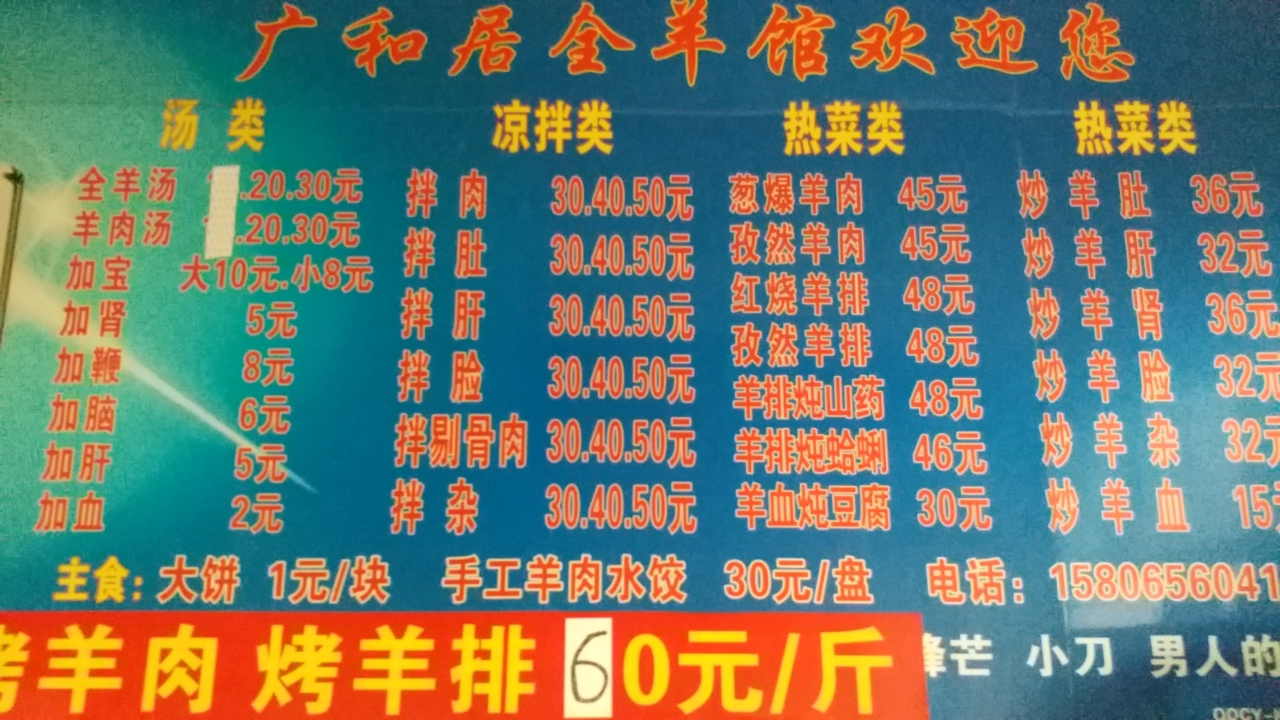 广和居全羊馆欢迎您
汤类 凉拌类 热菜类 热菜类
全羊汤 .20.30元 拌肉 30.40.50元 葱爆羊肉 45元 炒羊肚 36元
羊肉汤 .20.30元 拌肚 30.40.50元 孜然羊肉 45元 炒羊肝 32元
加宝 大10元.小8元 拌肝 30.40.50元 红烧羊排 48元 炒羊肾 36元
加肾 5元 拌脸 30.40.50元 孜然羊排 48元 炒羊脸 32元
加鞭 8元 拌剔骨肉 30.40.50元 羊排炖山药 48元 炒羊杂 32元
加脑 6元 拌杂 30.40.50元 羊排炖蛤蜊 46元 炒羊血 15
加肝 5元 羊血炖豆腐 30元
加血 2元
主食：大饼 1元/块 手工羊肉水饺 30元/盘 电话：15806556041
烤羊肉 烤羊排 60元/斤 锋芒 小刀 男人的